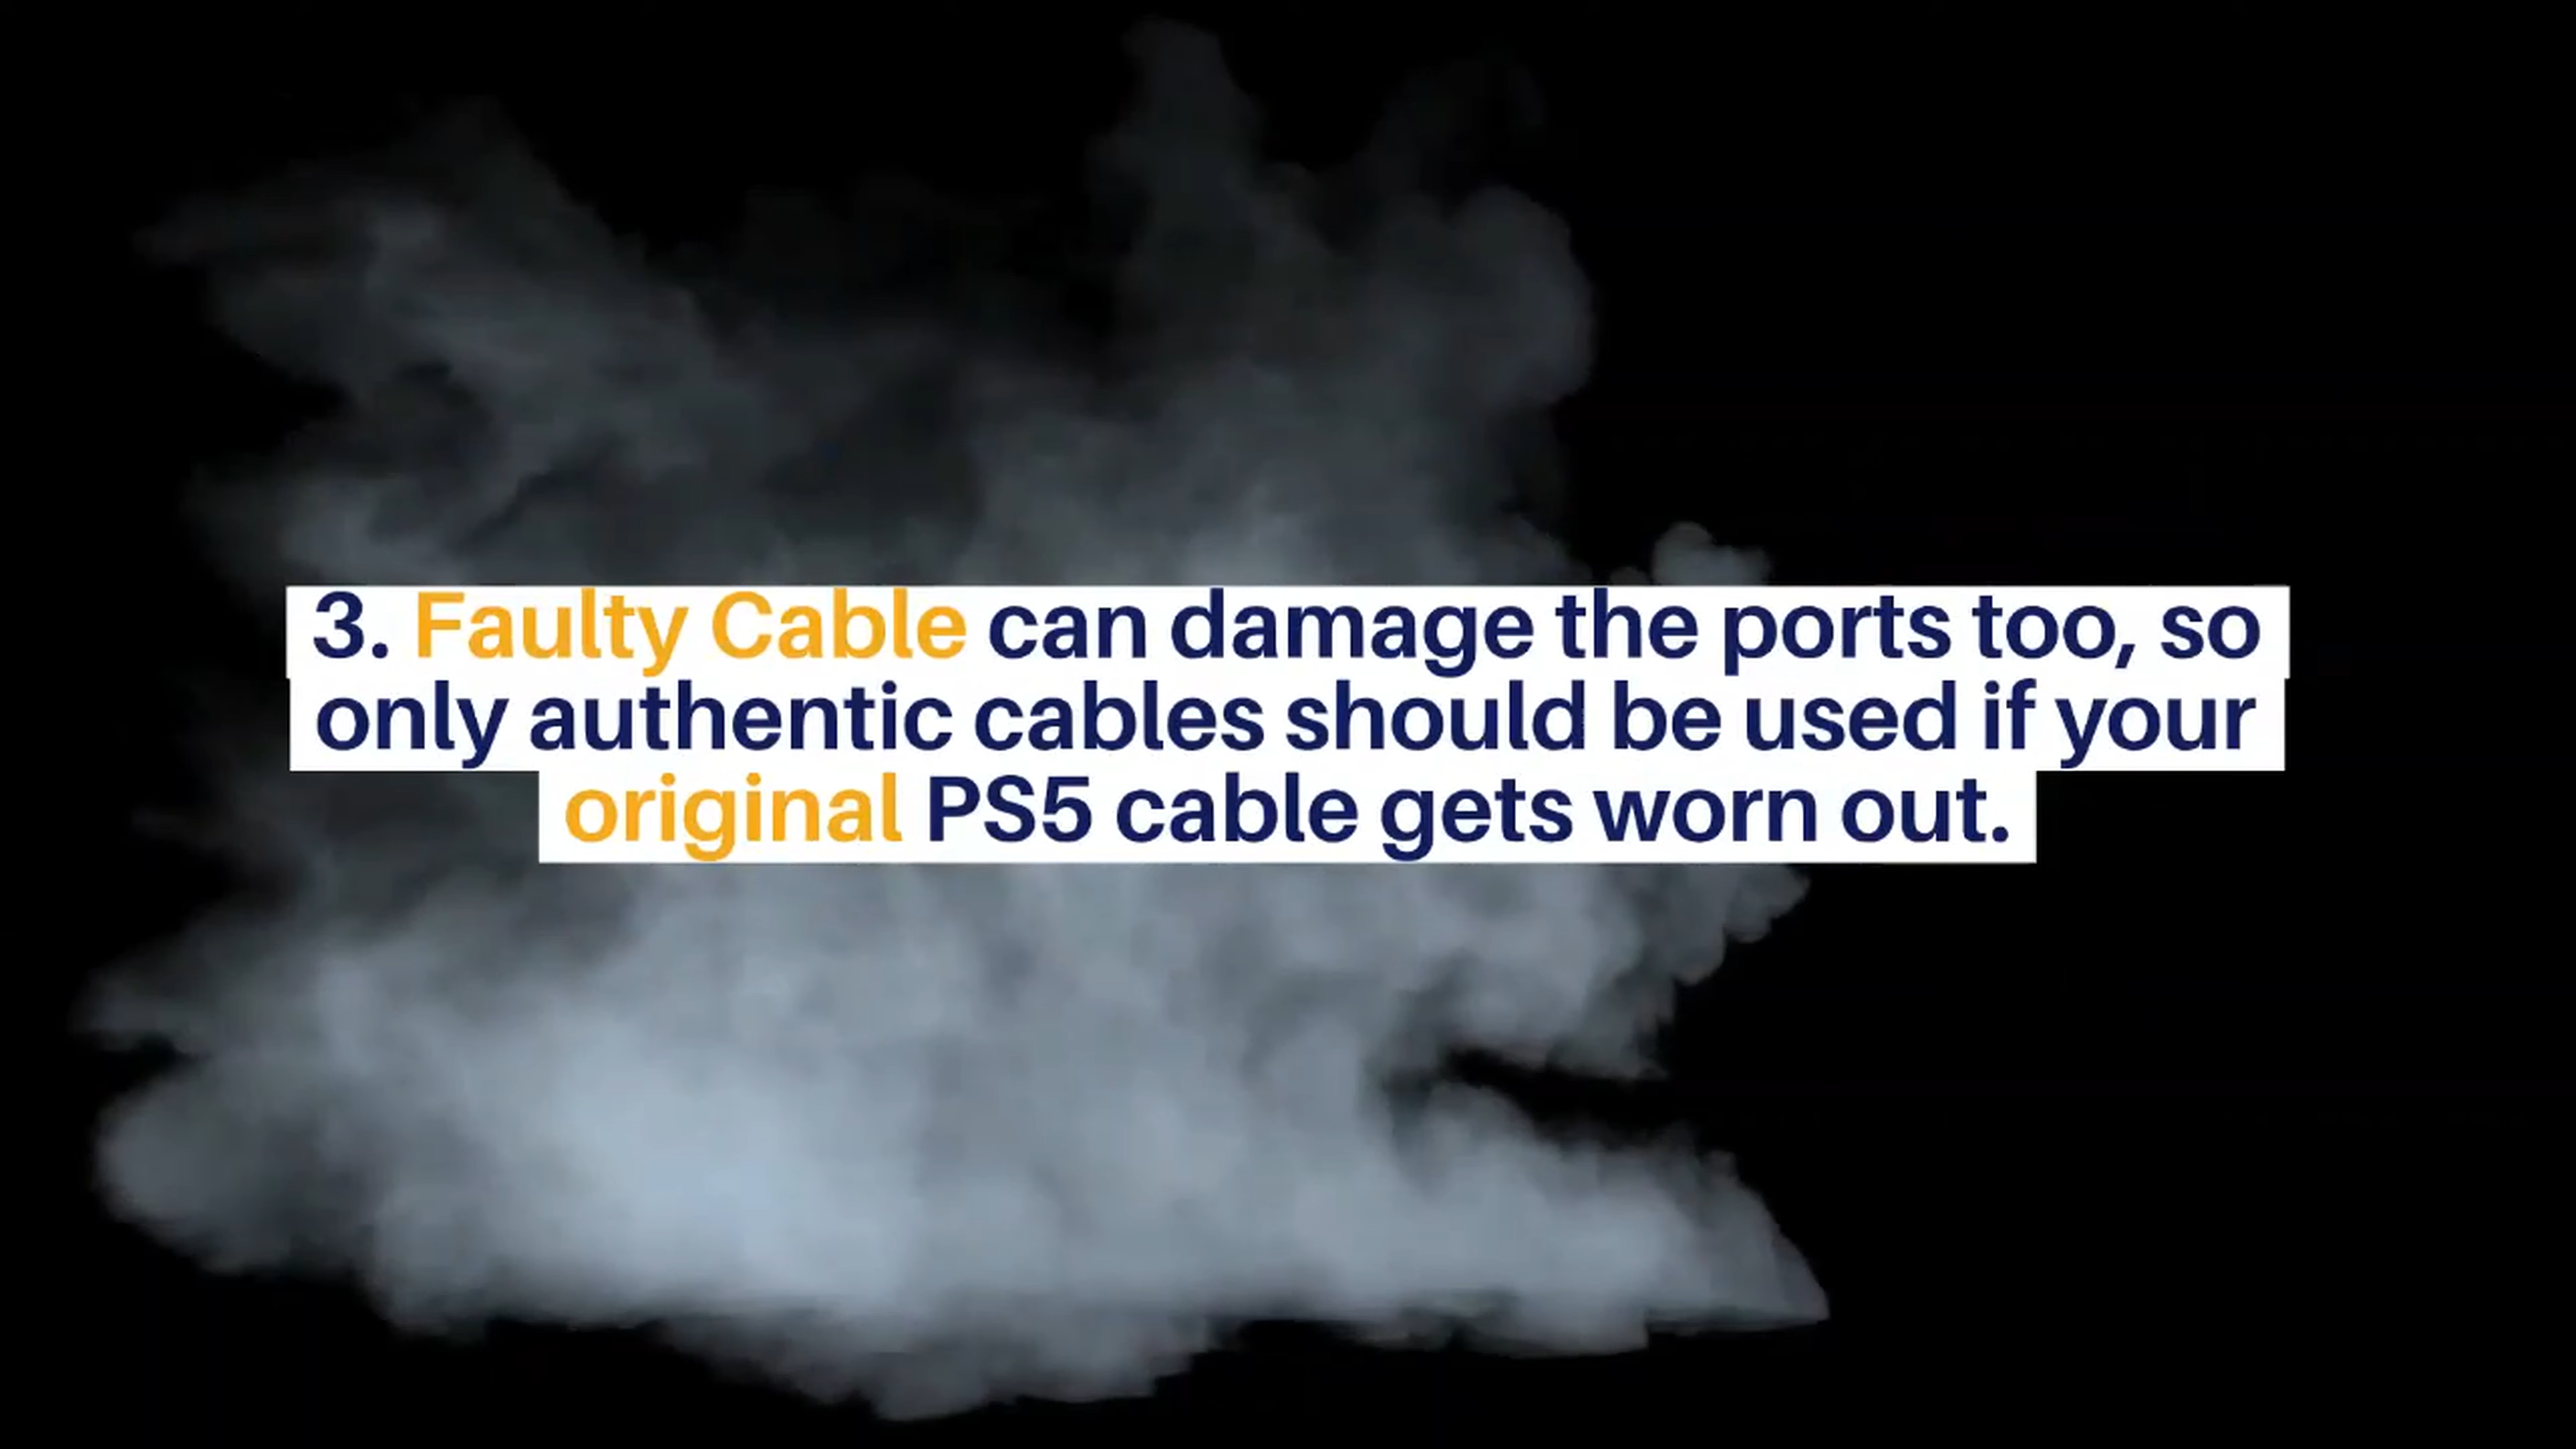 3. Faulty Cable can damage the ports too, so
only authentic cables should be used if your
original PS5 cable gets worn out.